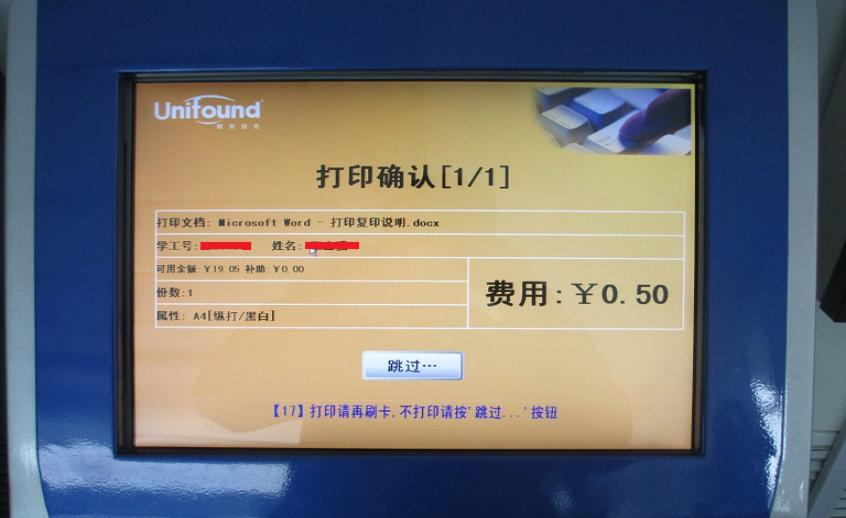 Unifound
打印确认[1/1]
打印文档: Microsoft Word - 打印复印说明.docx
学工号: 姓名:
可用金额:￥19.05 补助:￥0.00
份数:1
属性: A4[纵打/黑白]
费用:￥0.50
跳过…
【17】打印请再刷卡,不打印请按'跳过...'按钮